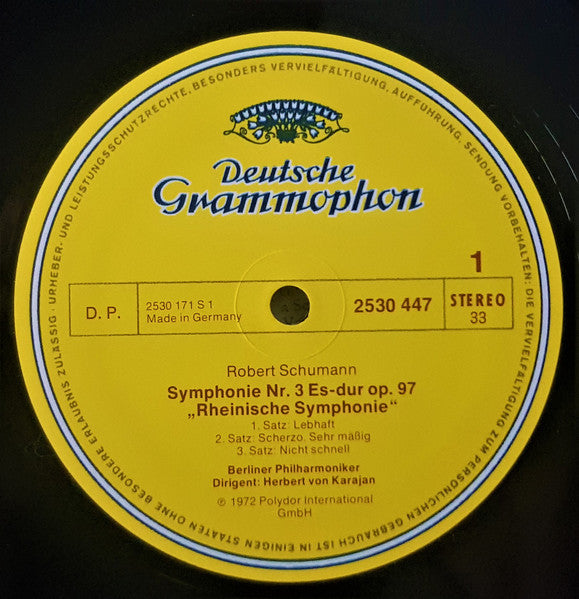 URHEBER- UND LEISTUNGSSCHUTZRECHTE, BESONDERS VERVIELFÄLTIGUNG, AUFFÜHRUNG, SENDUNG VORBEHALTEN; DIE VERVIELFÄLTIGUNG ZUM PERSÖNLICHEN GEBRAUCH IST IN EINIGEN STAATEN OHNE BESONDERE ERLAUBNIS ZULÄSSIG ·
Deutsche
Grammophon
1
D. P.
2530 171 S 1
Made in Germany
2530 447
STEREO
33
Robert Schumann
Symphonie Nr. 3 Es-dur op. 97
„Rheinische Symphonie“
1. Satz: Lebhaft
2. Satz: Scherzo. Sehr mäßig
3. Satz: Nicht schnell
Berliner Philharmoniker
Dirigent: Herbert von Karajan
℗ 1972 Polydor International
GmbH